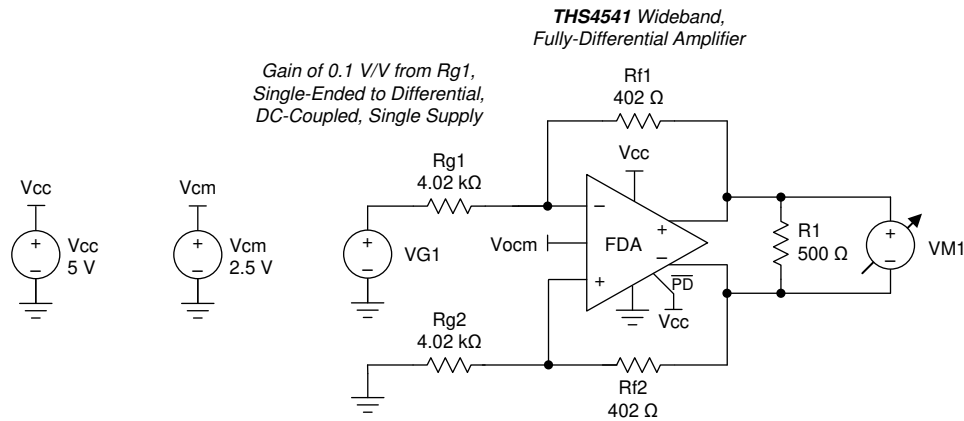 THS4541 Wideband,
Fully-Differential Amplifier
Gain of 0.1 V/V from Rg1,
Single-Ended to Differential,
DC-Coupled, Single Supply
Rf1
402 Ω
Vcc
Rg1
4.02 kΩ
Vcc
Vcm
+
−
Vcc
5 V
+
−
Vcm
2.5 V
+
−
VG1
Vocm
−
+
FDA
+
−
PD
Vcc
R1
500 Ω
+
−
VM1
Rg2
4.02 kΩ
Rf2
402 Ω